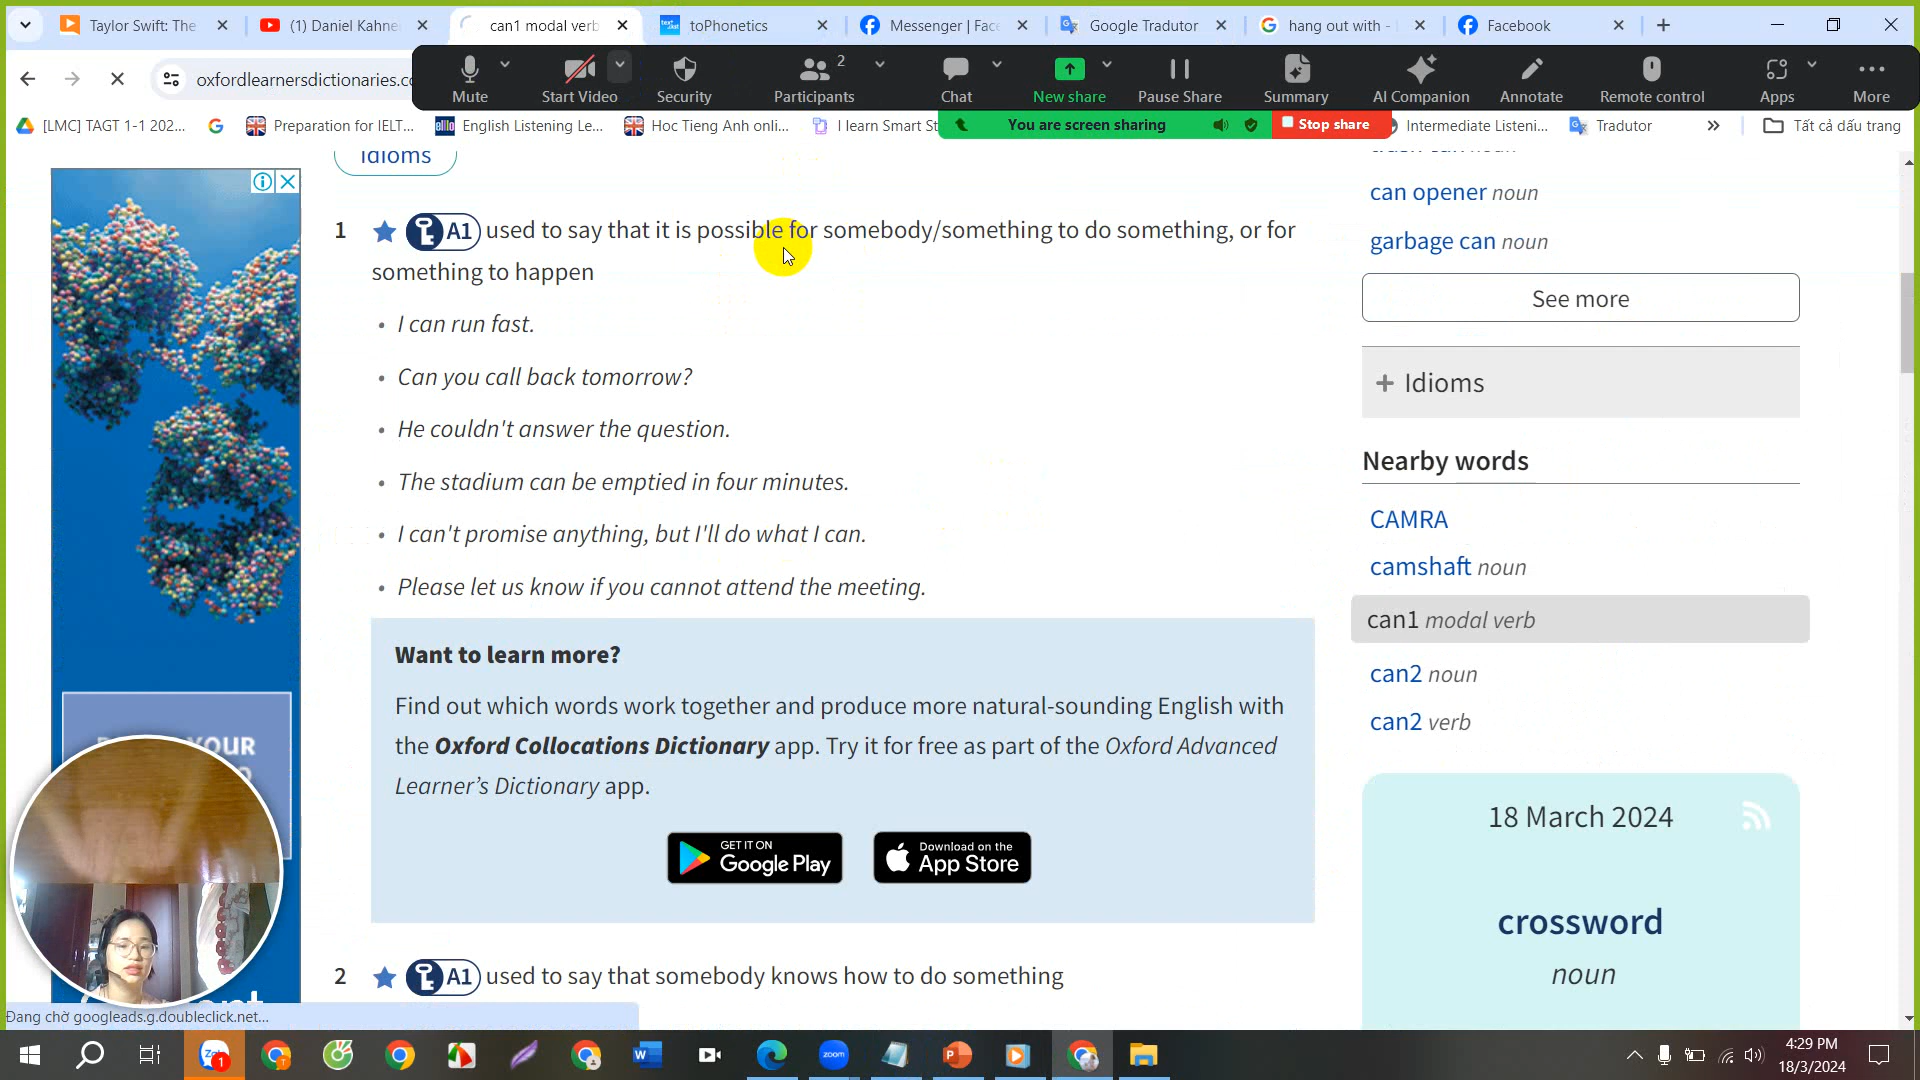 Taylor Swift: The
(1) Daniel Kahne
can1 modal verb
toPhonetics
Messenger | Face
Google Tradutor
hang out with -
Facebook
oxfordlearnersdictionaries.co
Mute
Start Video
Security
Participants
2
Chat
New share
Pause Share
Summary
AI Companion
Annotate
Remote control
Apps
More
[LMC] TAGT 1-1 202...
Preparation for IELT...
English Listening Le...
Hoc Tieng Anh onli...
I learn Smart St
You are screen sharing
Stop share
Intermediate Listeni...
Tradutor
Tất cả dấu trang
Idioms
1 A1 used to say that it is possible for somebody/something to do something, or for
something to happen
• I can run fast.
• Can you call back tomorrow?
• He couldn't answer the question.
• The stadium can be emptied in four minutes.
• I can't promise anything, but I'll do what I can.
• Please let us know if you cannot attend the meeting.
Want to learn more?
Find out which words work together and produce more natural-sounding English with
the Oxford Collocations Dictionary app. Try it for free as part of the Oxford Advanced
Learner’s Dictionary app.
GET IT ON
Google Play
Download on the
App Store
2 A1 used to say that somebody knows how to do something
can opener noun
garbage can noun
See more
+ Idioms
Nearby words
CAMRA
camshaft noun
can1 modal verb
can2 noun
can2 verb
18 March 2024
crossword
noun
YOUR
Đang chờ googleads.g.doubleclick.net...
zoom
1
4:29 PM
18/3/2024